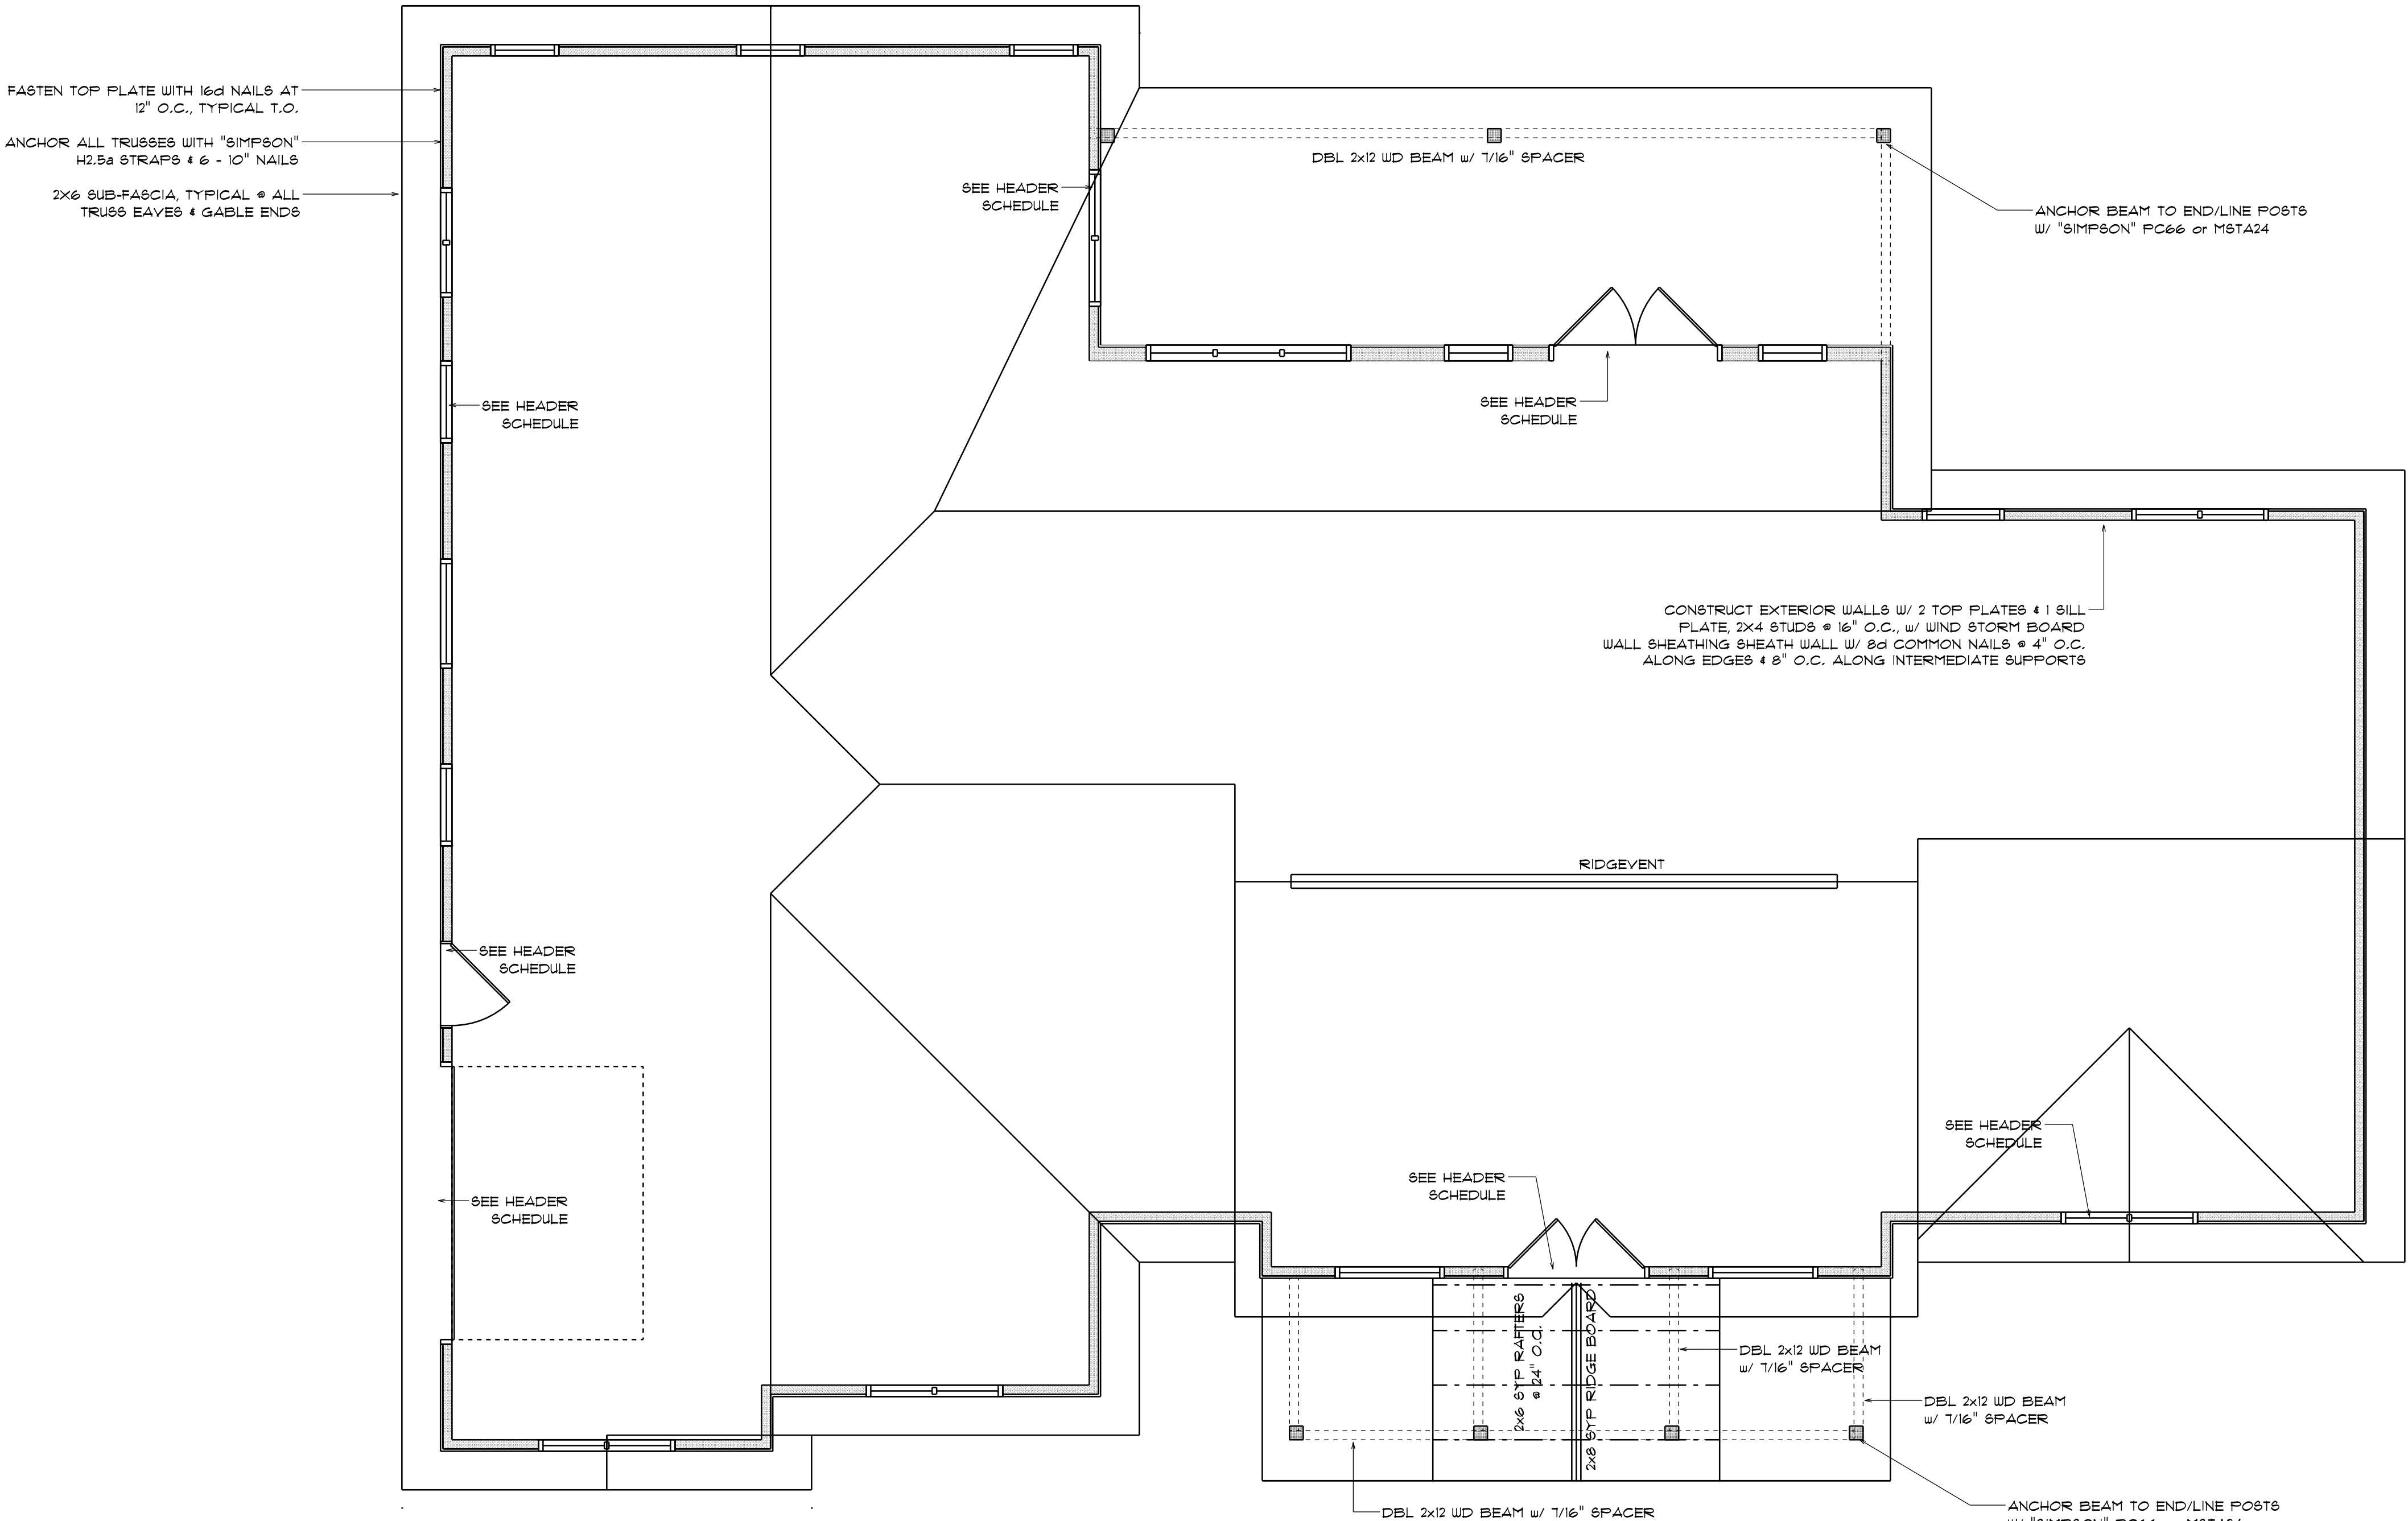 FASTEN TOP PLATE WITH 16d NAILS AT
12" O.C., TYPICAL T.O.
ANCHOR ALL TRUSSES WITH "SIMPSON"
H2.5a STRAPS & 6 - 10" NAILS
2X6 SUB-FASCIA, TYPICAL @ ALL
TRUSS EAVES & GABLE ENDS
SEE HEADER
SCHEDULE
DBL 2x12 WD BEAM w/ 7/16" SPACER
ANCHOR BEAM TO END/LINE POSTS
W/ "SIMPSON" PC66 or MSTA24
SEE HEADER
SCHEDULE
SEE HEADER
SCHEDULE
CONSTRUCT EXTERIOR WALLS W/ 2 TOP PLATES & 1 SILL
PLATE, 2X4 STUDS @ 16" O.C., w/ WIND STORM BOARD
WALL SHEATHING SHEATH WALL W/ 8d COMMON NAILS @ 4" O.C.
ALONG EDGES & 8" O.C. ALONG INTERMEDIATE SUPPORTS
RIDGEVENT
SEE HEADER
SCHEDULE
SEE HEADER
SCHEDULE
SEE HEADER
SCHEDULE
SEE HEADER
SCHEDULE
2x6 SYP RAFTERS
@ 24" O.C.
2x8 SYP RIDGE BOARD
DBL 2x12 WD BEAM
w/ 7/16" SPACER
DBL 2x12 WD BEAM
w/ 7/16" SPACER
DBL 2x12 WD BEAM w/ 7/16" SPACER
ANCHOR BEAM TO END/LINE POSTS